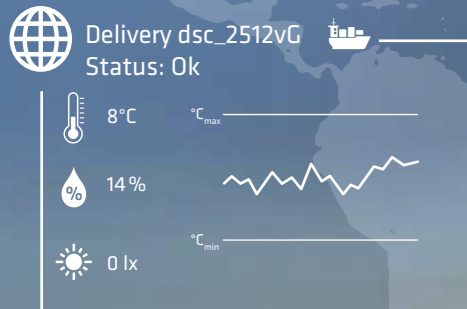 Delivery dsc_2512vG
Status: Ok
8°C
°Cmax
%
14%
°Cmin
0 lx